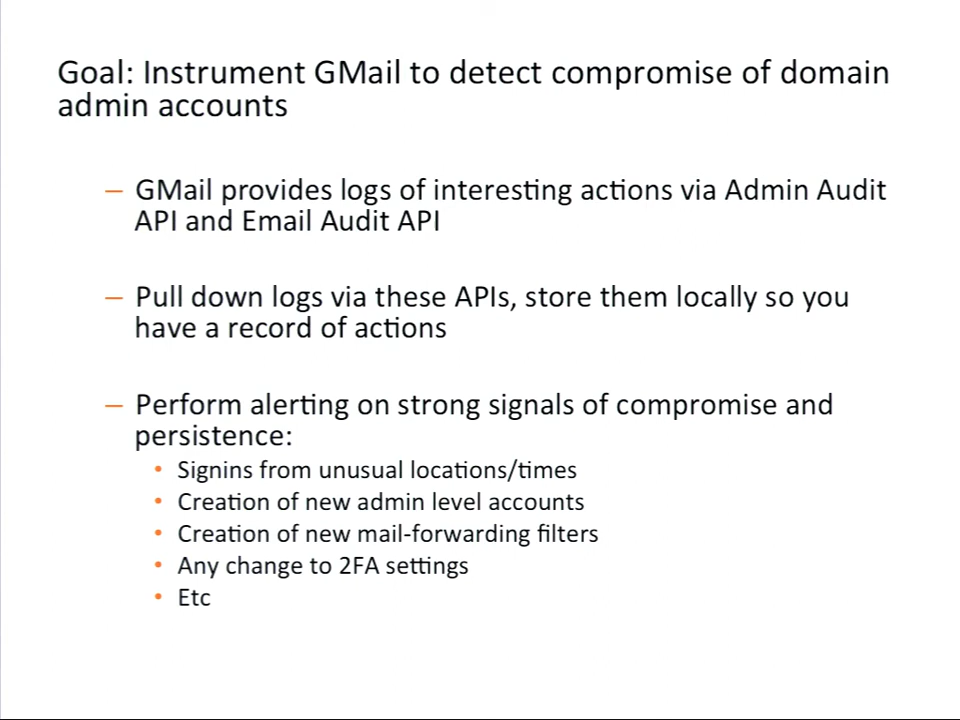 Goal: Instrument GMail to detect compromise of domain
admin accounts
– GMail provides logs of interesting actions via Admin Audit
API and Email Audit API
– Pull down logs via these APIs, store them locally so you
have a record of actions
– Perform alerting on strong signals of compromise and
persistence:
• Signins from unusual locations/times
• Creation of new admin level accounts
• Creation of new mail-forwarding filters
• Any change to 2FA settings
• Etc